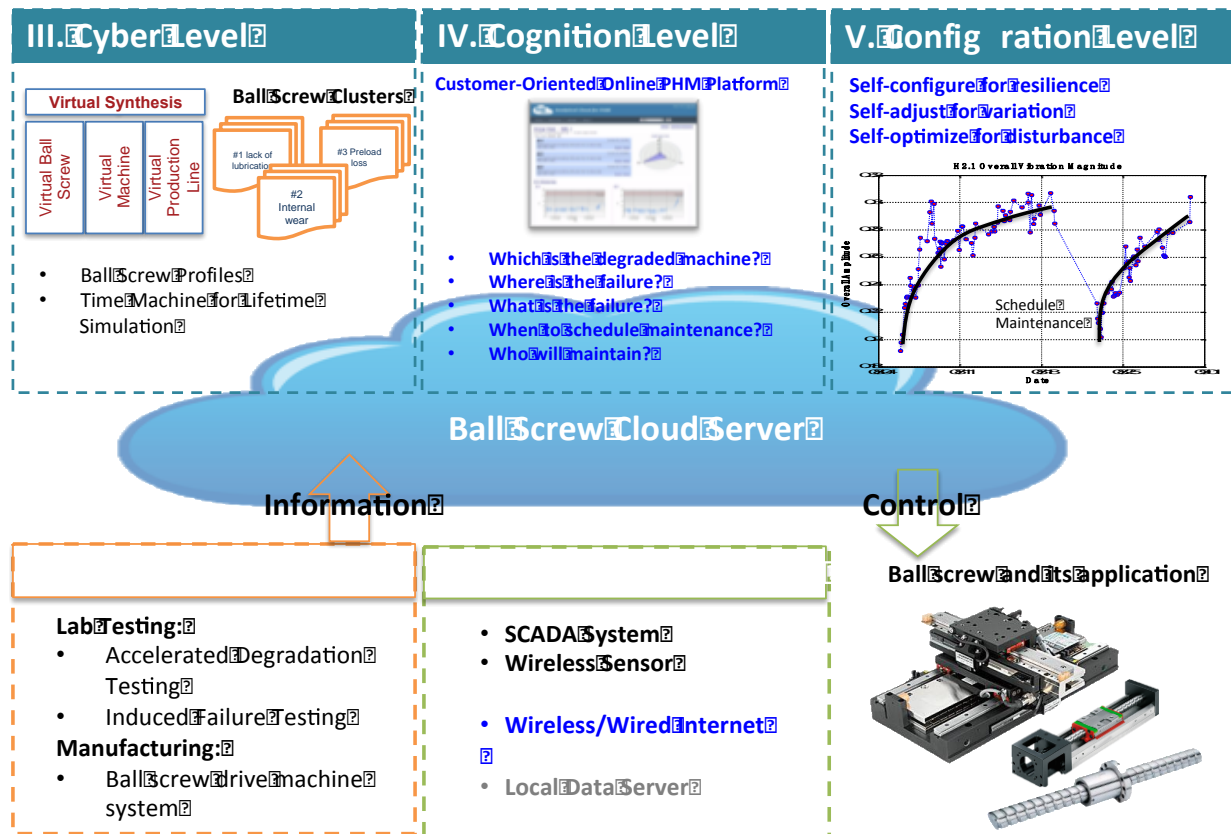 III. Cyber Level
IV. Cognition Level
V. Config ration Level
Virtual Synthesis
Virtual Ball Screw
Virtual Machine
Virtual Production Line
Ball Screw Clusters
#1 lack of
lubrication
#2
Internal
wear
#3 Preload
loss
• Ball Screw Profiles
• Time Machine for Lifetime
Simulation
Customer-Oriented Online PHM Platform
• Which is the degraded machine?
• Where is the failure?
• What is the failure?
• When to schedule maintenance?
• Who will maintain?
Self-configure for resilience
Self-adjust for variation
Self-optimize for disturbance
H2.1 Overall Vibration Magnitude
Overall Amplitude
Schedule
Maintenance
Date
Ball Screw Cloud Server
Information
Control
Lab Testing:
• Accelerated Degradation
Testing
• Induced Failure Testing
Manufacturing:
• Ball screw drive machine
system
• SCADA System
• Wireless Sensor
• Wireless/Wired Internet
• Local Data Server
Ball screw and its application